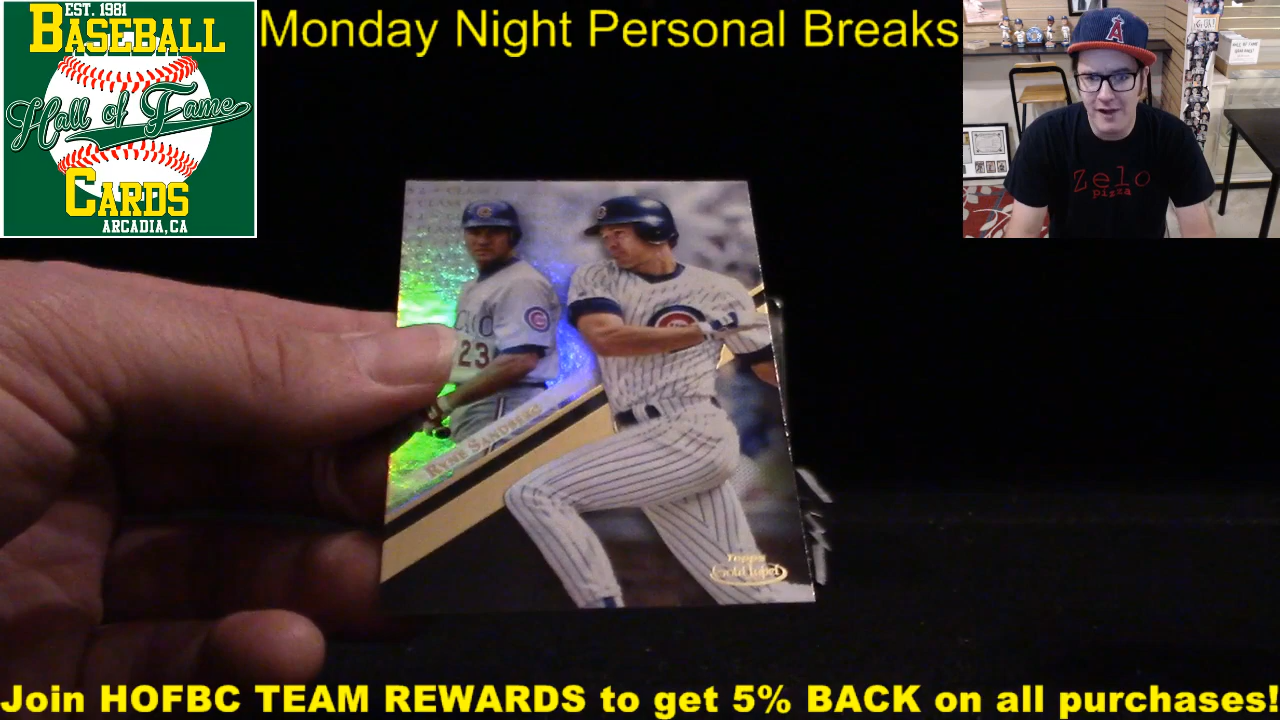 EST. 1981
BASEBALL
Hall of Fame
CARDS
ARCADIA, CA
Monday Night Personal Breaks
A
zelo
pizza
23
RYNE SANDBERG
Topps
Gold Label
Join HOFBC TEAM REWARDS to get 5% BACK on all purchases!